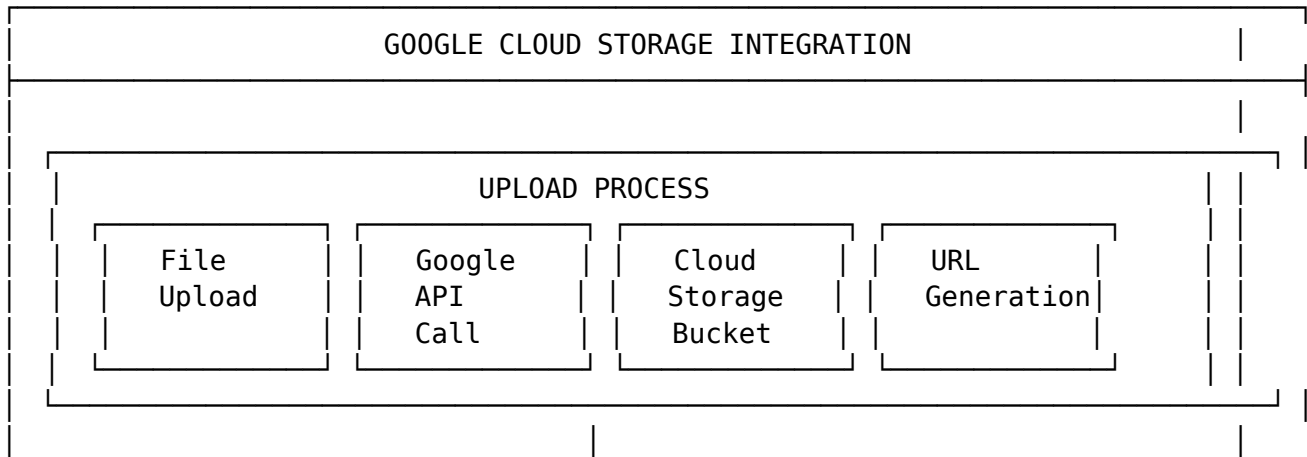 GOOGLE CLOUD STORAGE INTEGRATION
UPLOAD PROCESS
File Google Cloud URL
Upload API Storage Generation
Call Bucket